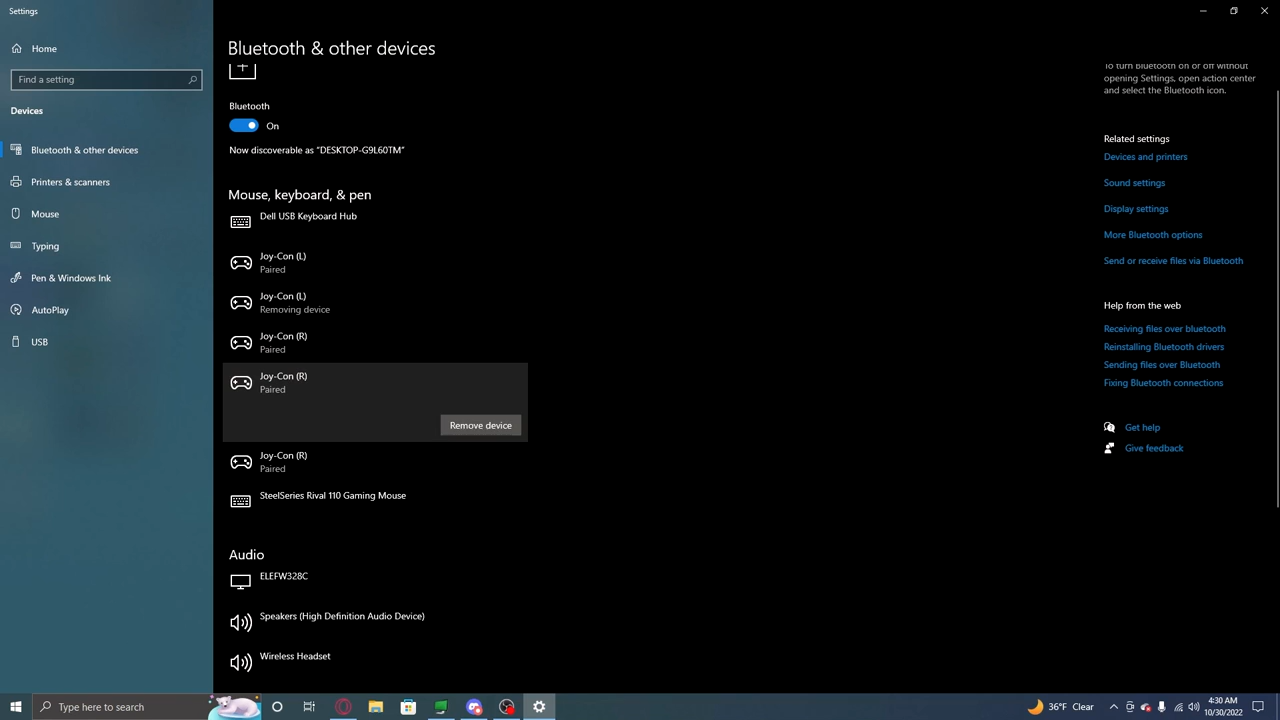 Settings
Home
Find a setting
Devices
Bluetooth & other devices
Printers & scanners
Mouse
Typing
Pen & Windows Ink
AutoPlay
USB
Bluetooth & other devices
Bluetooth
On
Now discoverable as "DESKTOP-G9L60TM"
Mouse, keyboard, & pen
Dell USB Keyboard Hub
Joy-Con (L)
Paired
Joy-Con (L)
Removing device
Joy-Con (R)
Paired
Joy-Con (R)
Paired
Remove device
Joy-Con (R)
Paired
SteelSeries Rival 110 Gaming Mouse
Audio
ELEFW328C
Speakers (High Definition Audio Device)
Wireless Headset
To turn Bluetooth on or off without
opening Settings, open action center
and select the Bluetooth icon.
Related settings
Devices and printers
Sound settings
Display settings
More Bluetooth options
Send or receive files via Bluetooth
Help from the web
Receiving files over bluetooth
Reinstalling Bluetooth drivers
Sending files over Bluetooth
Fixing Bluetooth connections
Get help
Give feedback
Type here to search
36°F Clear
4:30 AM
10/30/2022